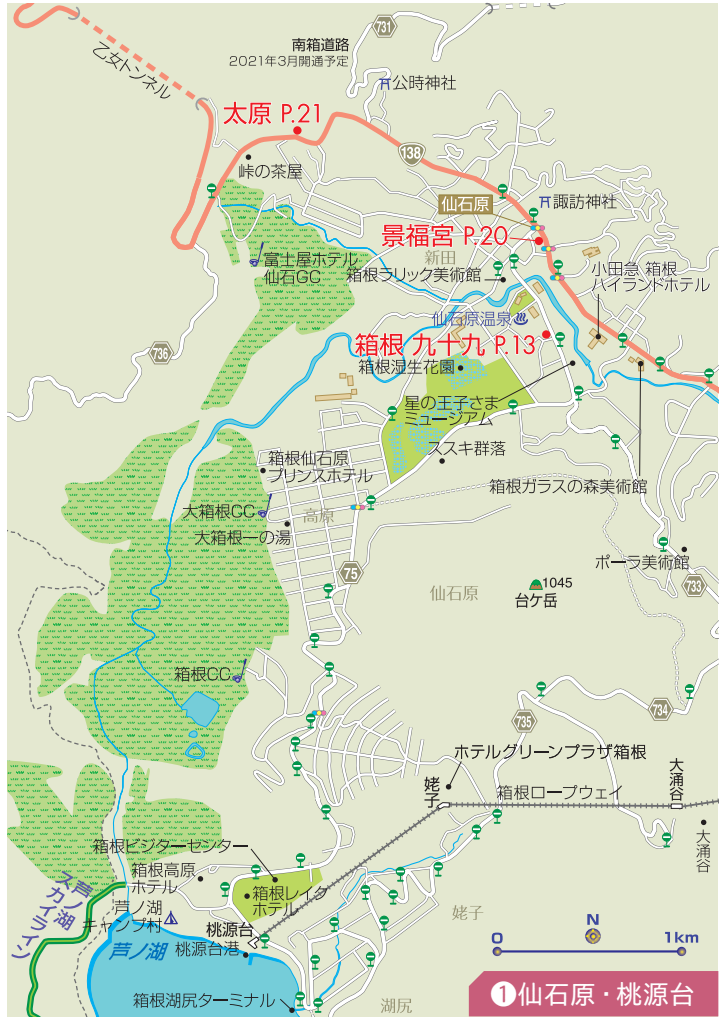 731
南箱道路
2021年3月開通予定
乙女トンネル
公時神社
太原 P.21
138
峠の茶屋
仙石原
諏訪神社
景福宮 P.20
新田
富士屋ホテル
仙石GC
箱根ラリック美術館
小田急 箱根
ハイランドホテル
仙石原温泉
箱根 九十九 P.13
736
箱根湿生花園
星の王子さま
ミュージアム
ススキ群落
箱根仙石原
プリンスホテル
箱根ガラスの森美術館
大箱根CC
高原
大箱根一の湯
ポーラ美術館
75
仙石原
1045
台ケ岳
733
箱根CC
734
735
ホテルグリーンプラザ箱根
大涌谷
姥子
箱根ロープウェイ
大涌谷
箱根ビジターセンター
箱根高原
ホテル
箱根レイク
ホテル
芦ノ湖
スカイライン
芦ノ湖
キャンプ村
姥子
桃源台
芦ノ湖
桃源台港
N
0
1km
箱根湖尻ターミナル
湖尻
1仙石原・桃源台